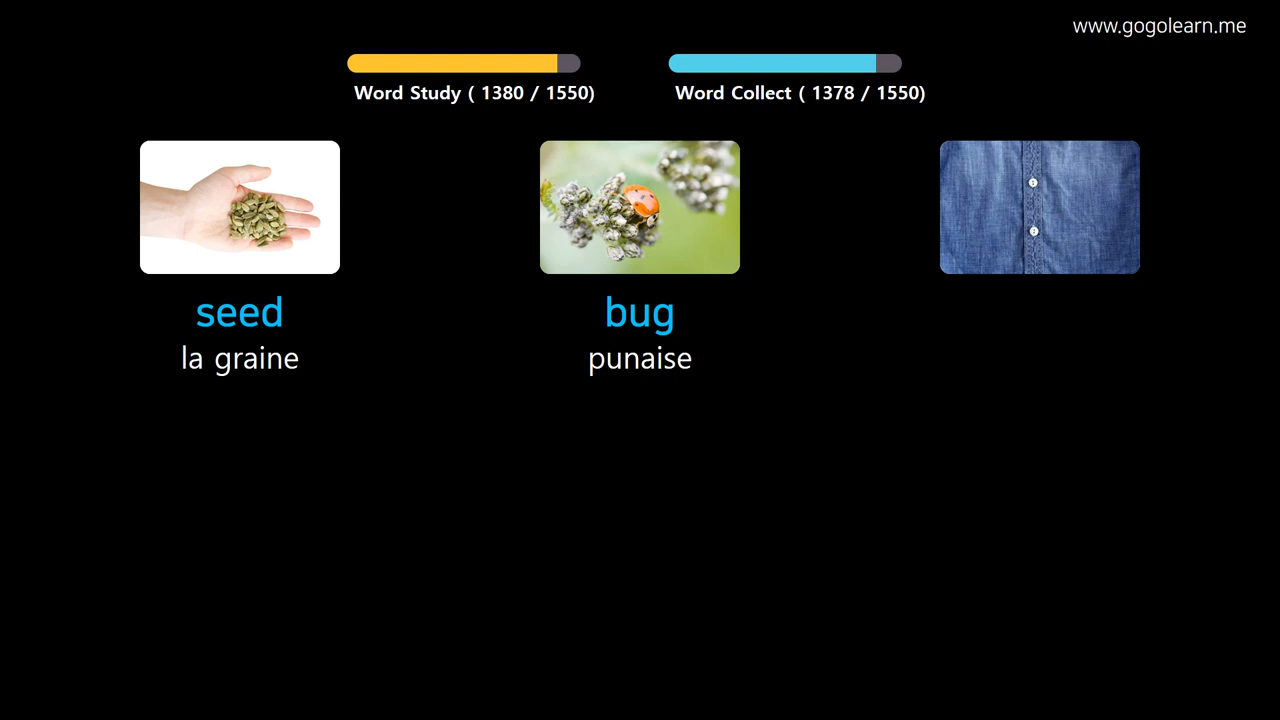 www.gogolearn.me
Word Study ( 1380 / 1550)
Word Collect ( 1378 / 1550)
seed
la graine
bug
punaise